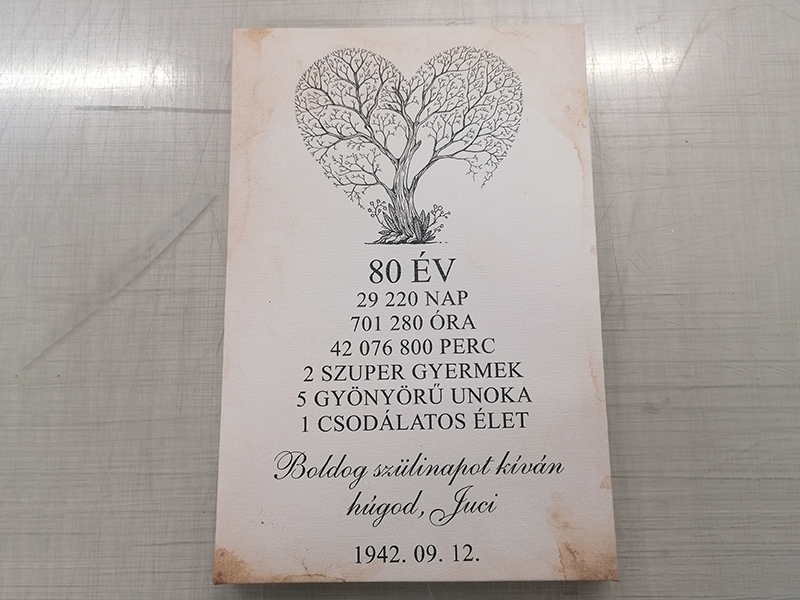 80 ÉV
29 220 NAP
701 280 ÓRA
42 076 800 PERC
2 SZUPER GYERMEK
5 GYÖNYÖRŰ UNOKA
1 CSODÁLATOS ÉLET
Boldog szülinapot kíván
húgod, Juci
1942. 09. 12.